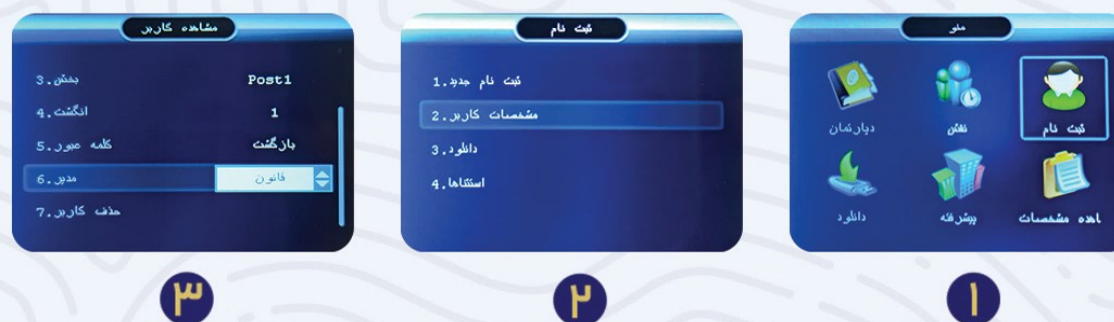 منو
ثبت نام
نقش
دپارتمان
اهده مشخصات
پیشرفته
دانلود
۱
ثبت نام
1. ثبت نام جدید
2. مشخصات کاربر
3. دانلود
4. استثناها
۲
مشاهده کاربر
3. بخش Post1
4. انگشت 1
5. کلمه عبور بازگشت
6. مدیر قانون
7. حذف کاربر
۳